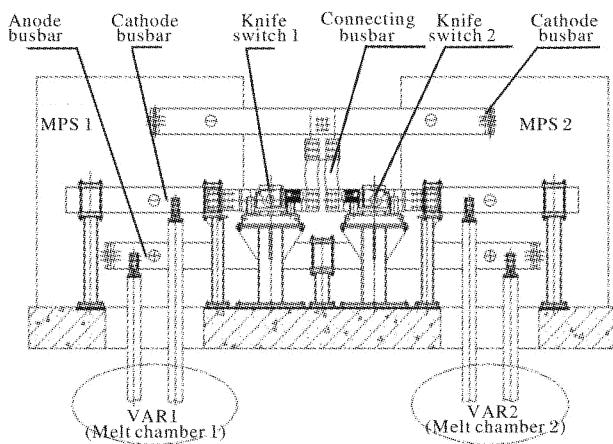 Anode
busbar
Cathode
busbar
Knife
switch 1
Connecting
busbar
Knife
switch 2
Cathode
busbar
MPS 1
MPS 2
VAR1
(Melt chamber 1)
VAR2
(Melt chamber 2)